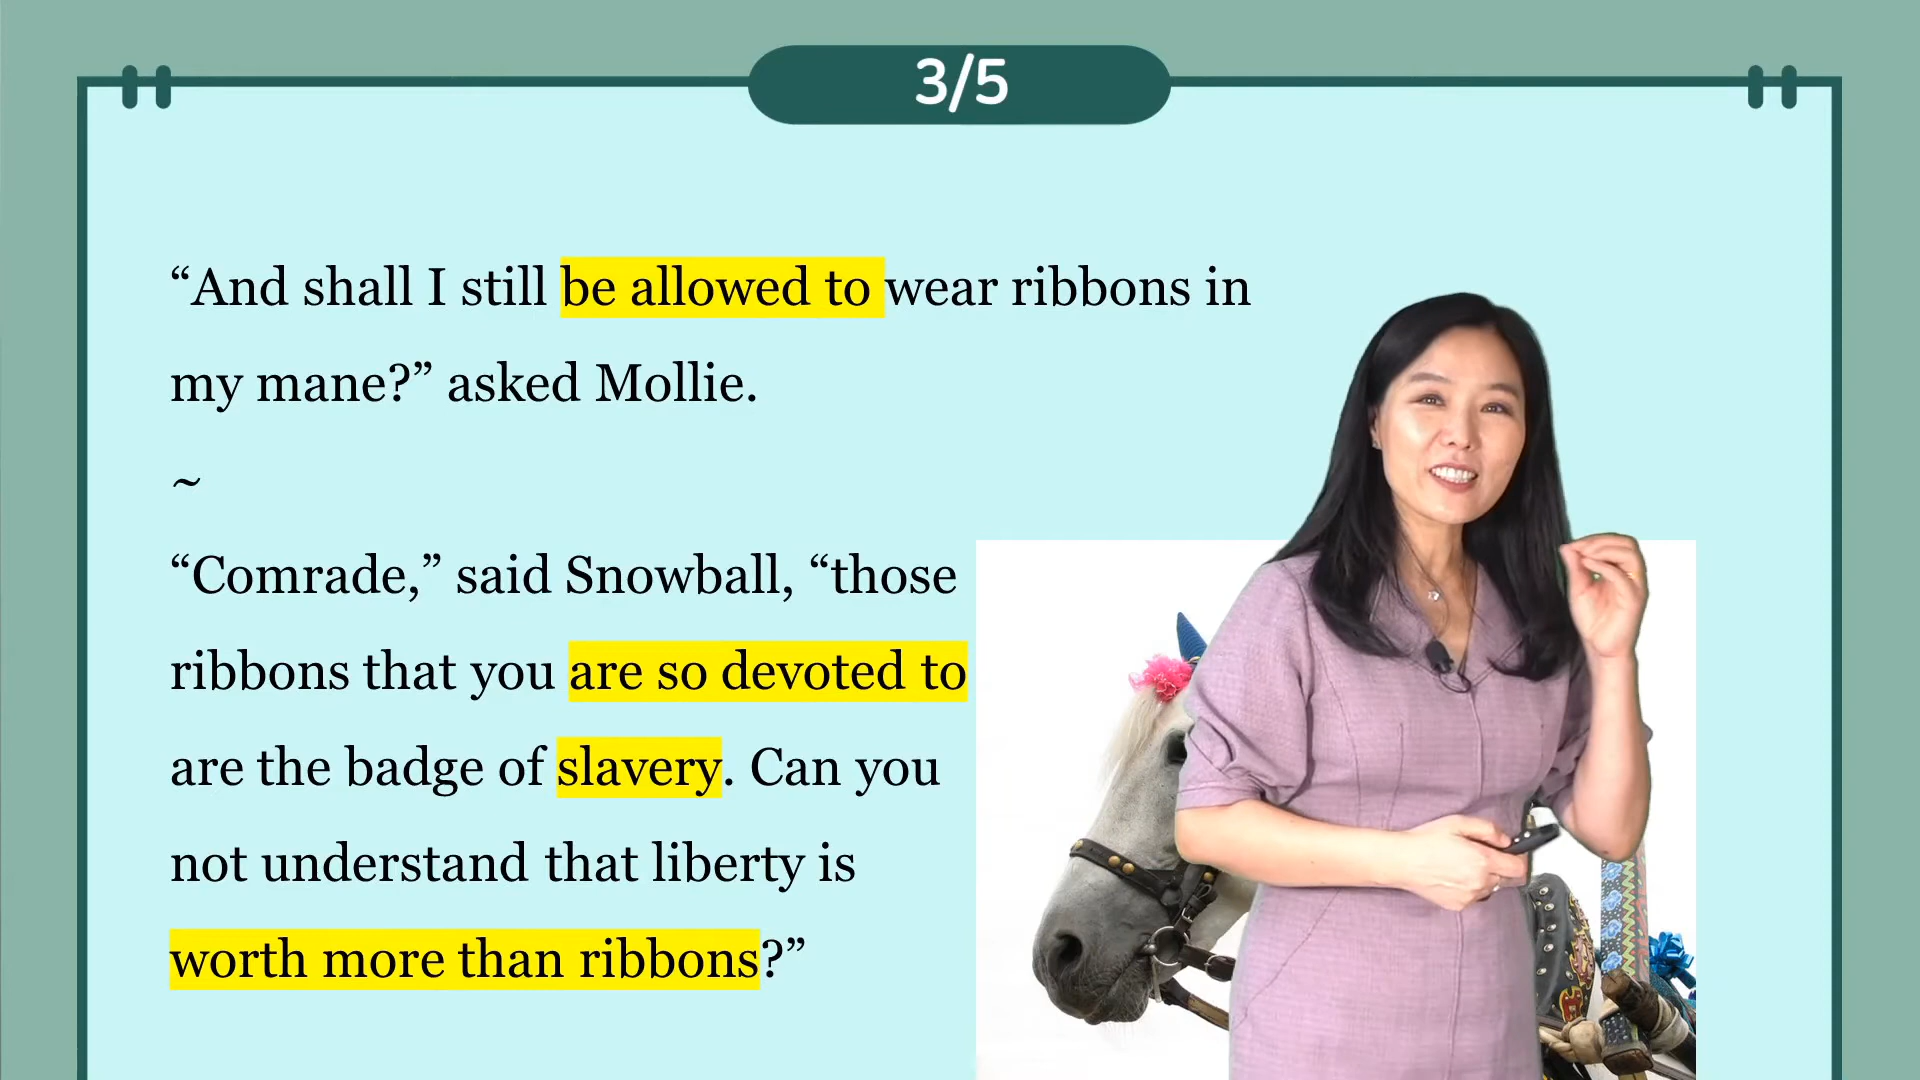 3/5
“And shall I still be allowed to wear ribbons in
my mane?” asked Mollie.
~
“Comrade,” said Snowball, “those
ribbons that you are so devoted to
are the badge of slavery. Can you
not understand that liberty is
worth more than ribbons?”